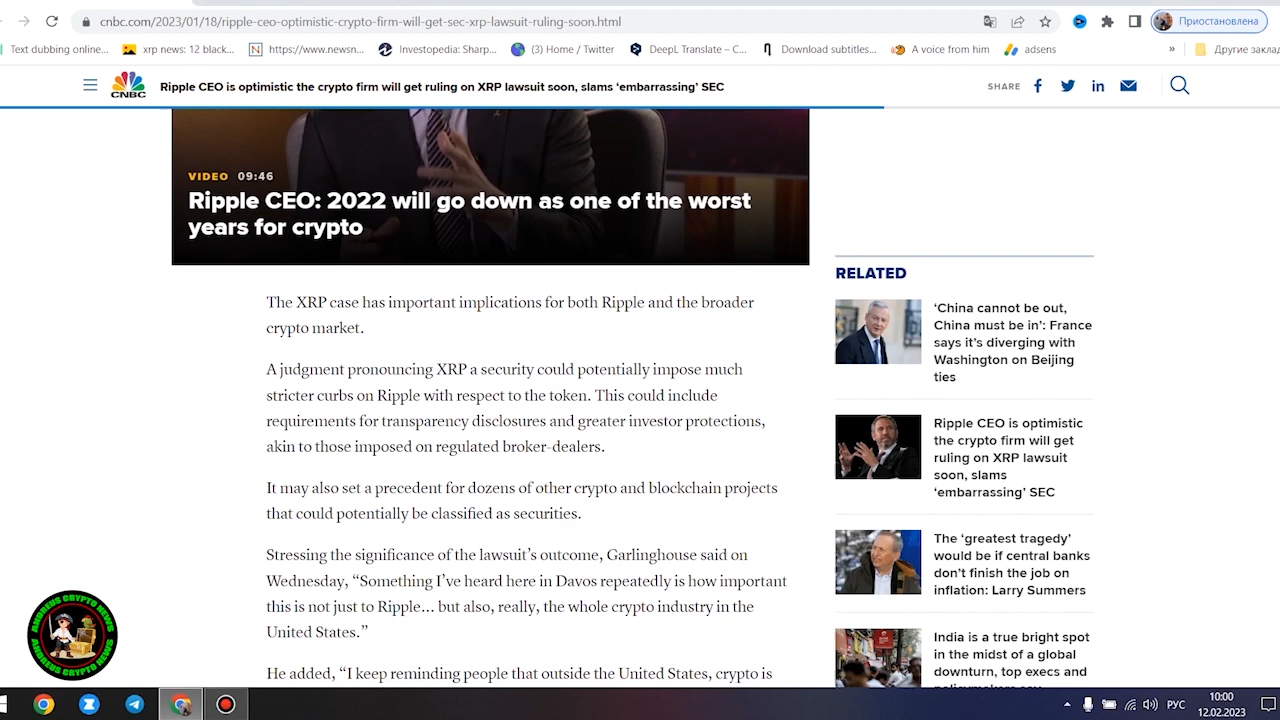 cnbc.com/2023/01/18/ripple-ceo-optimistic-crypto-firm-will-get-sec-xrp-lawsuit-ruling-soon.html
Приостановлена
Text dubbing online...
xrp news: 12 black...
https://www.newsn...
Investopedia: Sharp...
(3) Home / Twitter
DeepL Translate – C...
Download subtitles...
A voice from him
adsens
»
Другие закла
CNBC
Ripple CEO is optimistic the crypto firm will get ruling on XRP lawsuit soon, slams ‘embarrassing’ SEC
SHARE
VIDEO 09:46
Ripple CEO: 2022 will go down as one of the worst
years for crypto
The XRP case has important implications for both Ripple and the broader
crypto market.
A judgment pronouncing XRP a security could potentially impose much
stricter curbs on Ripple with respect to the token. This could include
requirements for transparency disclosures and greater investor protections,
akin to those imposed on regulated broker-dealers.
It may also set a precedent for dozens of other crypto and blockchain projects
that could potentially be classified as securities.
Stressing the significance of the lawsuit’s outcome, Garlinghouse said on
Wednesday, “Something I’ve heard here in Davos repeatedly is how important
this is not just to Ripple… but also, really, the whole crypto industry in the
United States.”
He added, “I keep reminding people that outside the United States, crypto is
RELATED
‘China cannot be out,
China must be in’: France
says it’s diverging with
Washington on Beijing
ties
Ripple CEO is optimistic
the crypto firm will get
ruling on XRP lawsuit
soon, slams
‘embarrassing’ SEC
The ‘greatest tragedy’
would be if central banks
don’t finish the job on
inflation: Larry Summers
India is a true bright spot
in the midst of a global
downturn, top execs and
ANDREUS CRYPTO NEWS
ANDREUS CRYPTO NEWS
РУС
10:00
12.02.2023